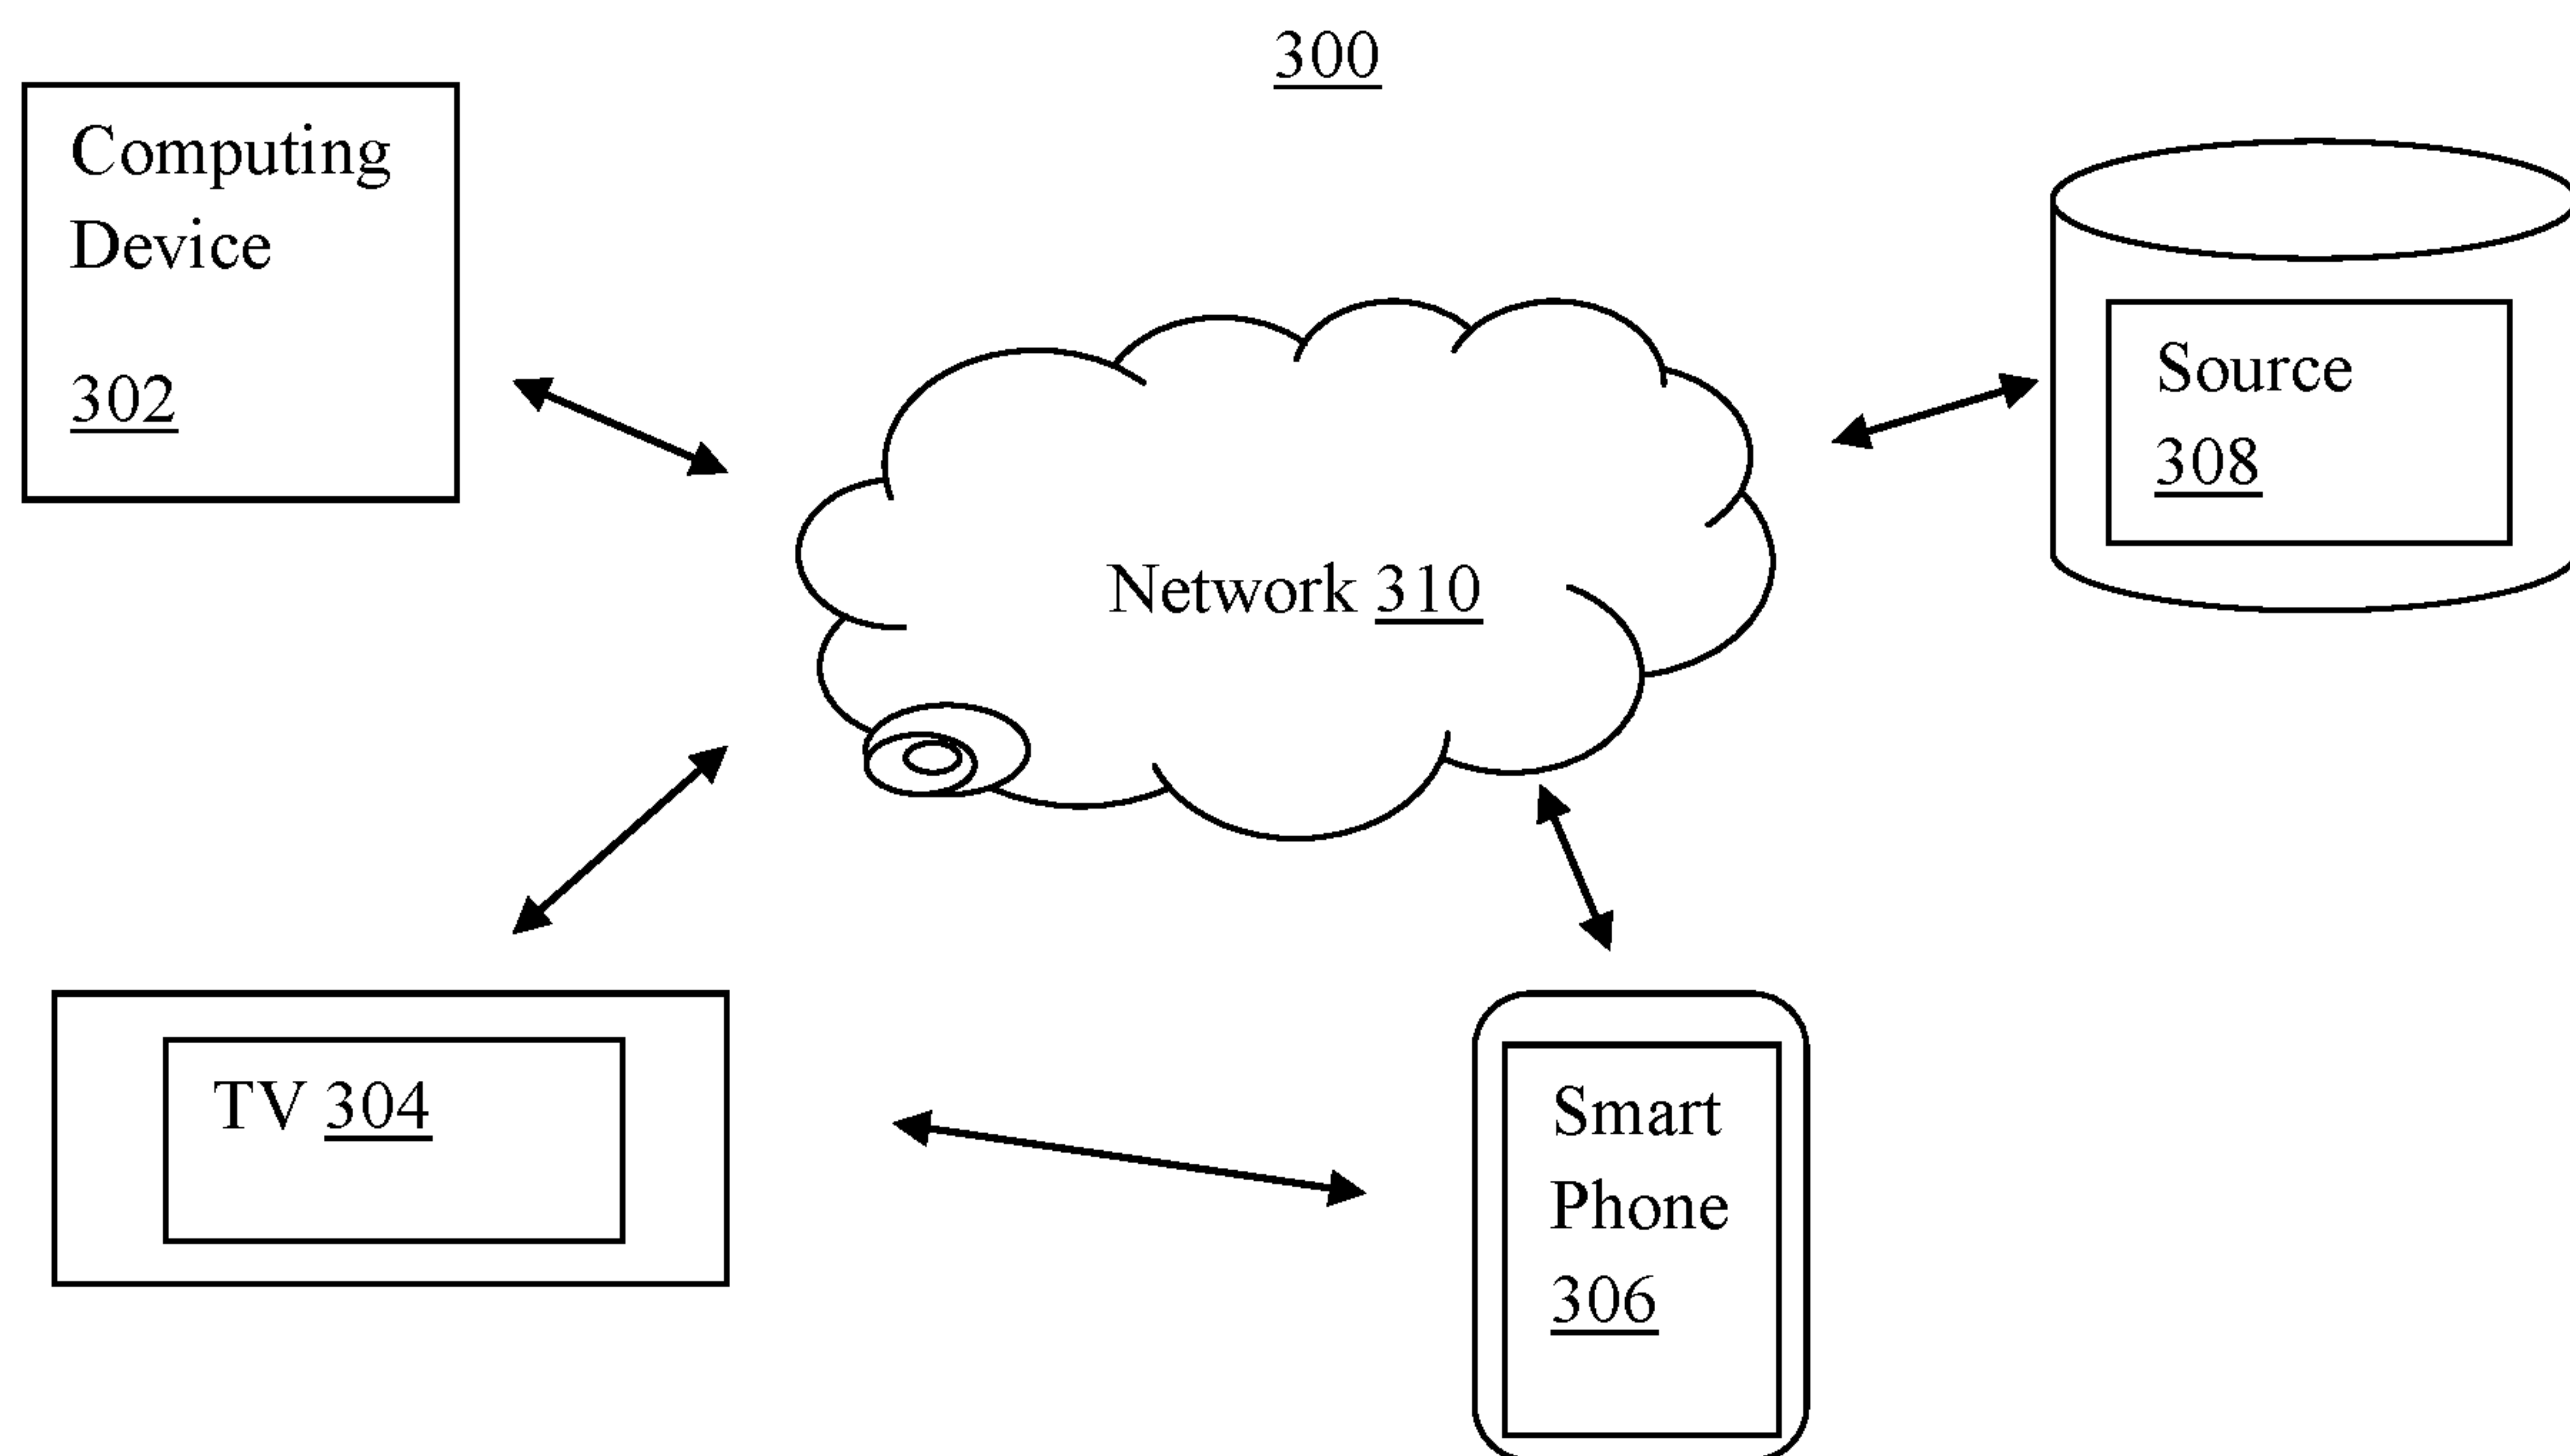 300
Computing
Device
302
Source
308
Network 310
TV 304
Smart
Phone
306